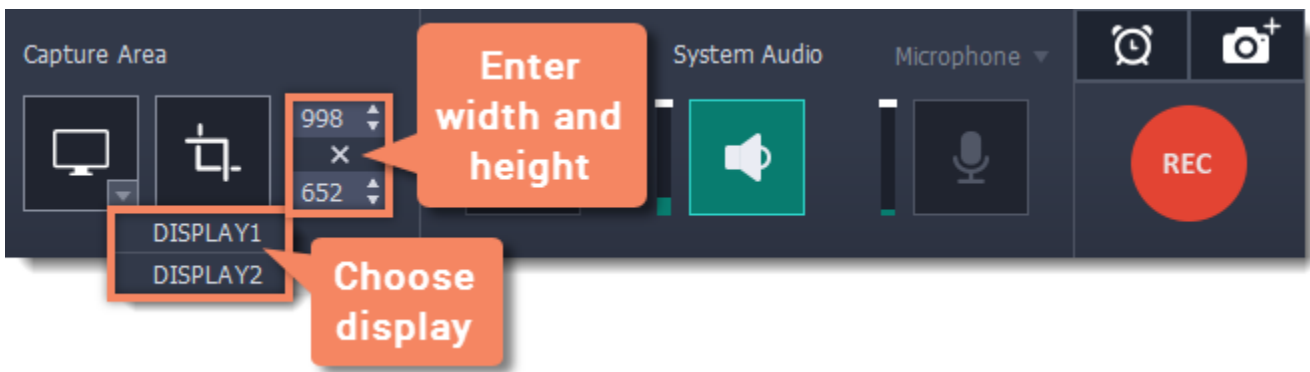 Capture Area
998
×
652
DISPLAY1
DISPLAY2
Enter
width and
height
Choose
display
System Audio
Microphone
REC